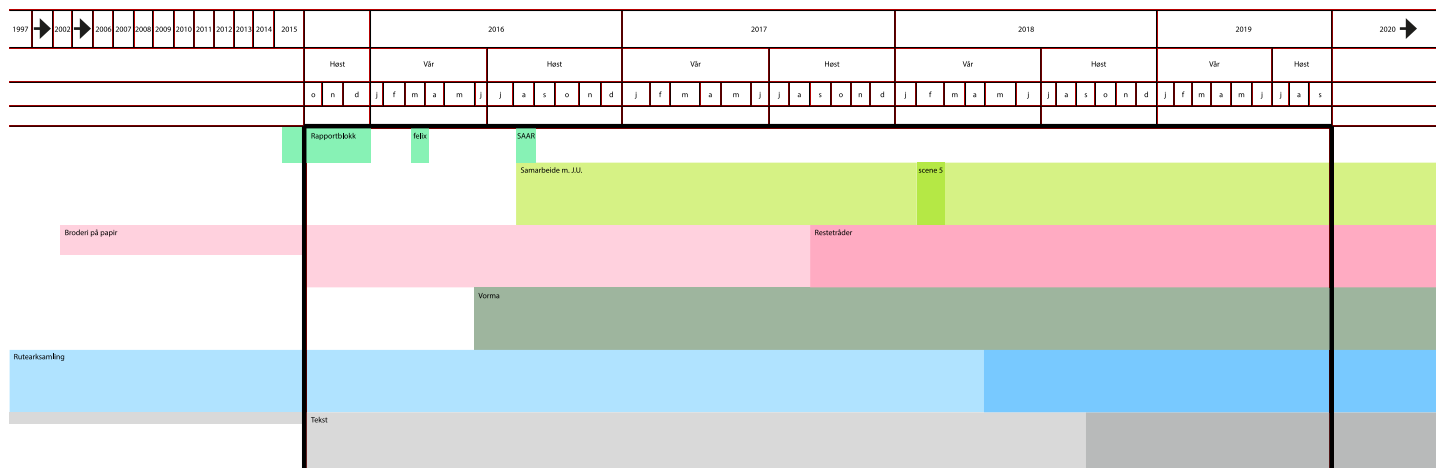 1997 2002 2006 2007 2008 2009 2010 2011 2012 2013 2014 2015 2016 2017 2018 2019 2020
Høst Vår Høst Vår Høst Vår Høst Vår Høst
o n d j f m a m j j a s o n d j f m a m j j a s o n d j f m a m j j a s o n d j f m a m j j a s
Rapportblokk felix SAAR
Samarbeide m. J.U. scene 5
Broderi på papir Restetråder
Vorma
Rutearksamling
Tekst